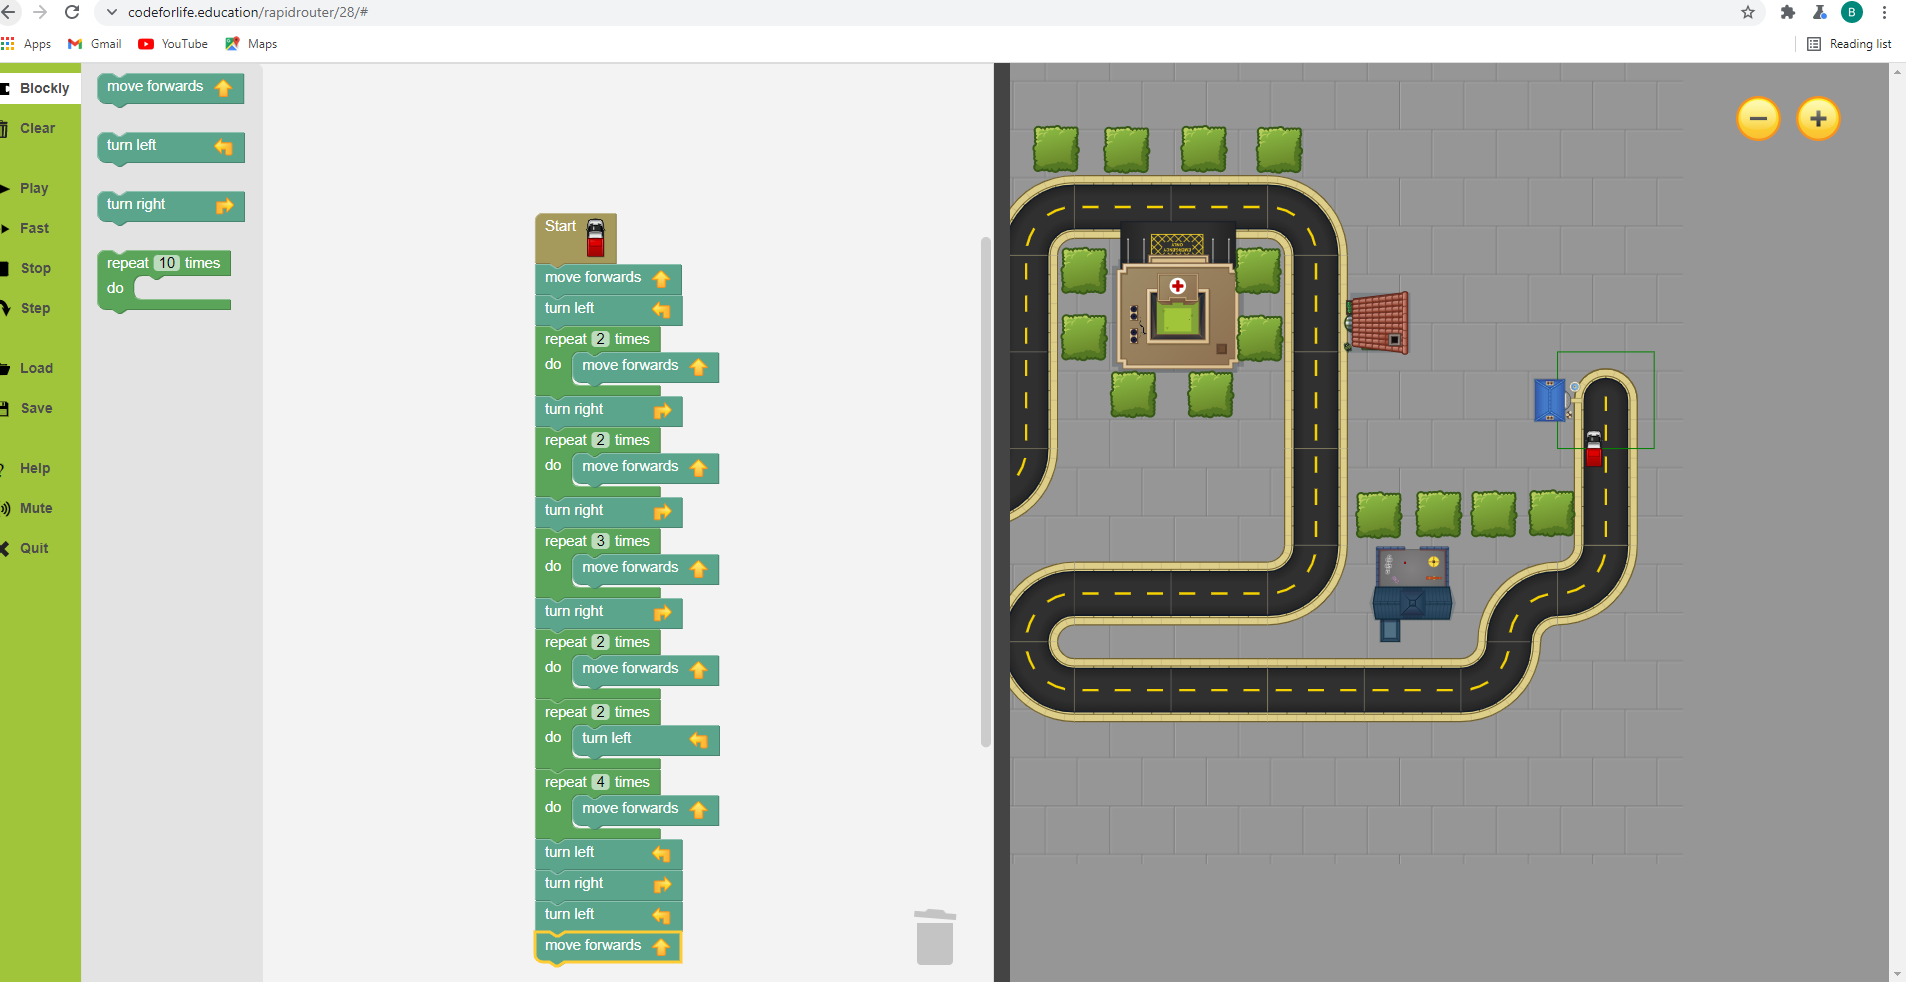 codeforlife.education/rapidrouter/28/#
B
Apps Gmail YouTube Maps
Reading list
Blockly
Clear
Play
Fast
Stop
Step
Load
Save
Help
Mute
Quit
move forwards
turn left
turn right
repeat 10 times
do
Start
move forwards
turn left
repeat 2 times
do move forwards
turn right
repeat 2 times
do move forwards
turn right
repeat 3 times
do move forwards
turn right
repeat 2 times
do move forwards
repeat 2 times
do turn left
repeat 4 times
do move forwards
turn left
turn right
turn left
move forwards
EMERGENCY
ONLY